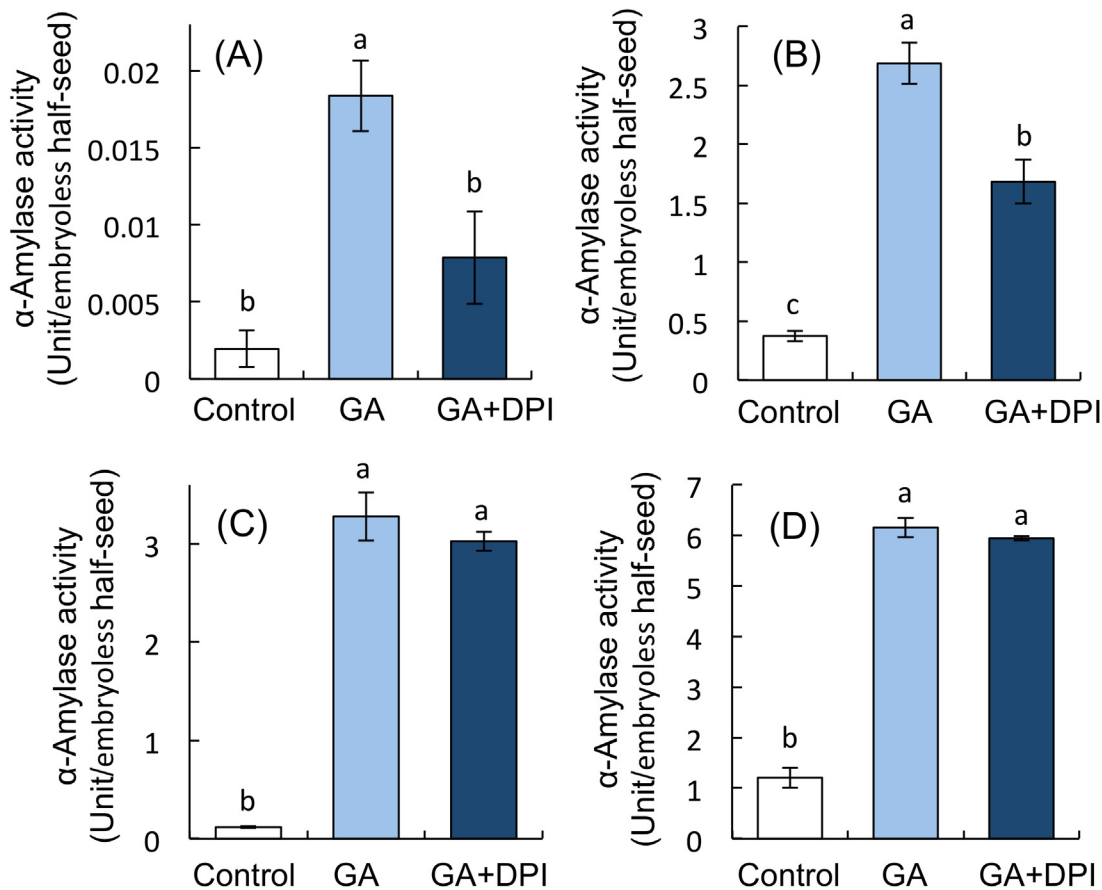 (A)
α-Amylase activity
(Unit/embryoless half-seed)
0.02
0.015
0.01
0.005
0
b
a
b
Control GA GA+DPI
(B)
α-Amylase activity
(Unit/embryoless half-seed)
3
2.5
2
1.5
1
0.5
0
c
a
b
Control GA GA+DPI
(C)
α-Amylase activity
(Unit/embryoless half-seed)
3
2
1
0
b
a
a
Control GA GA+DPI
(D)
α-Amylase activity
(Unit/embryoless half-seed)
7
6
5
4
3
2
1
0
b
a
a
Control GA GA+DPI